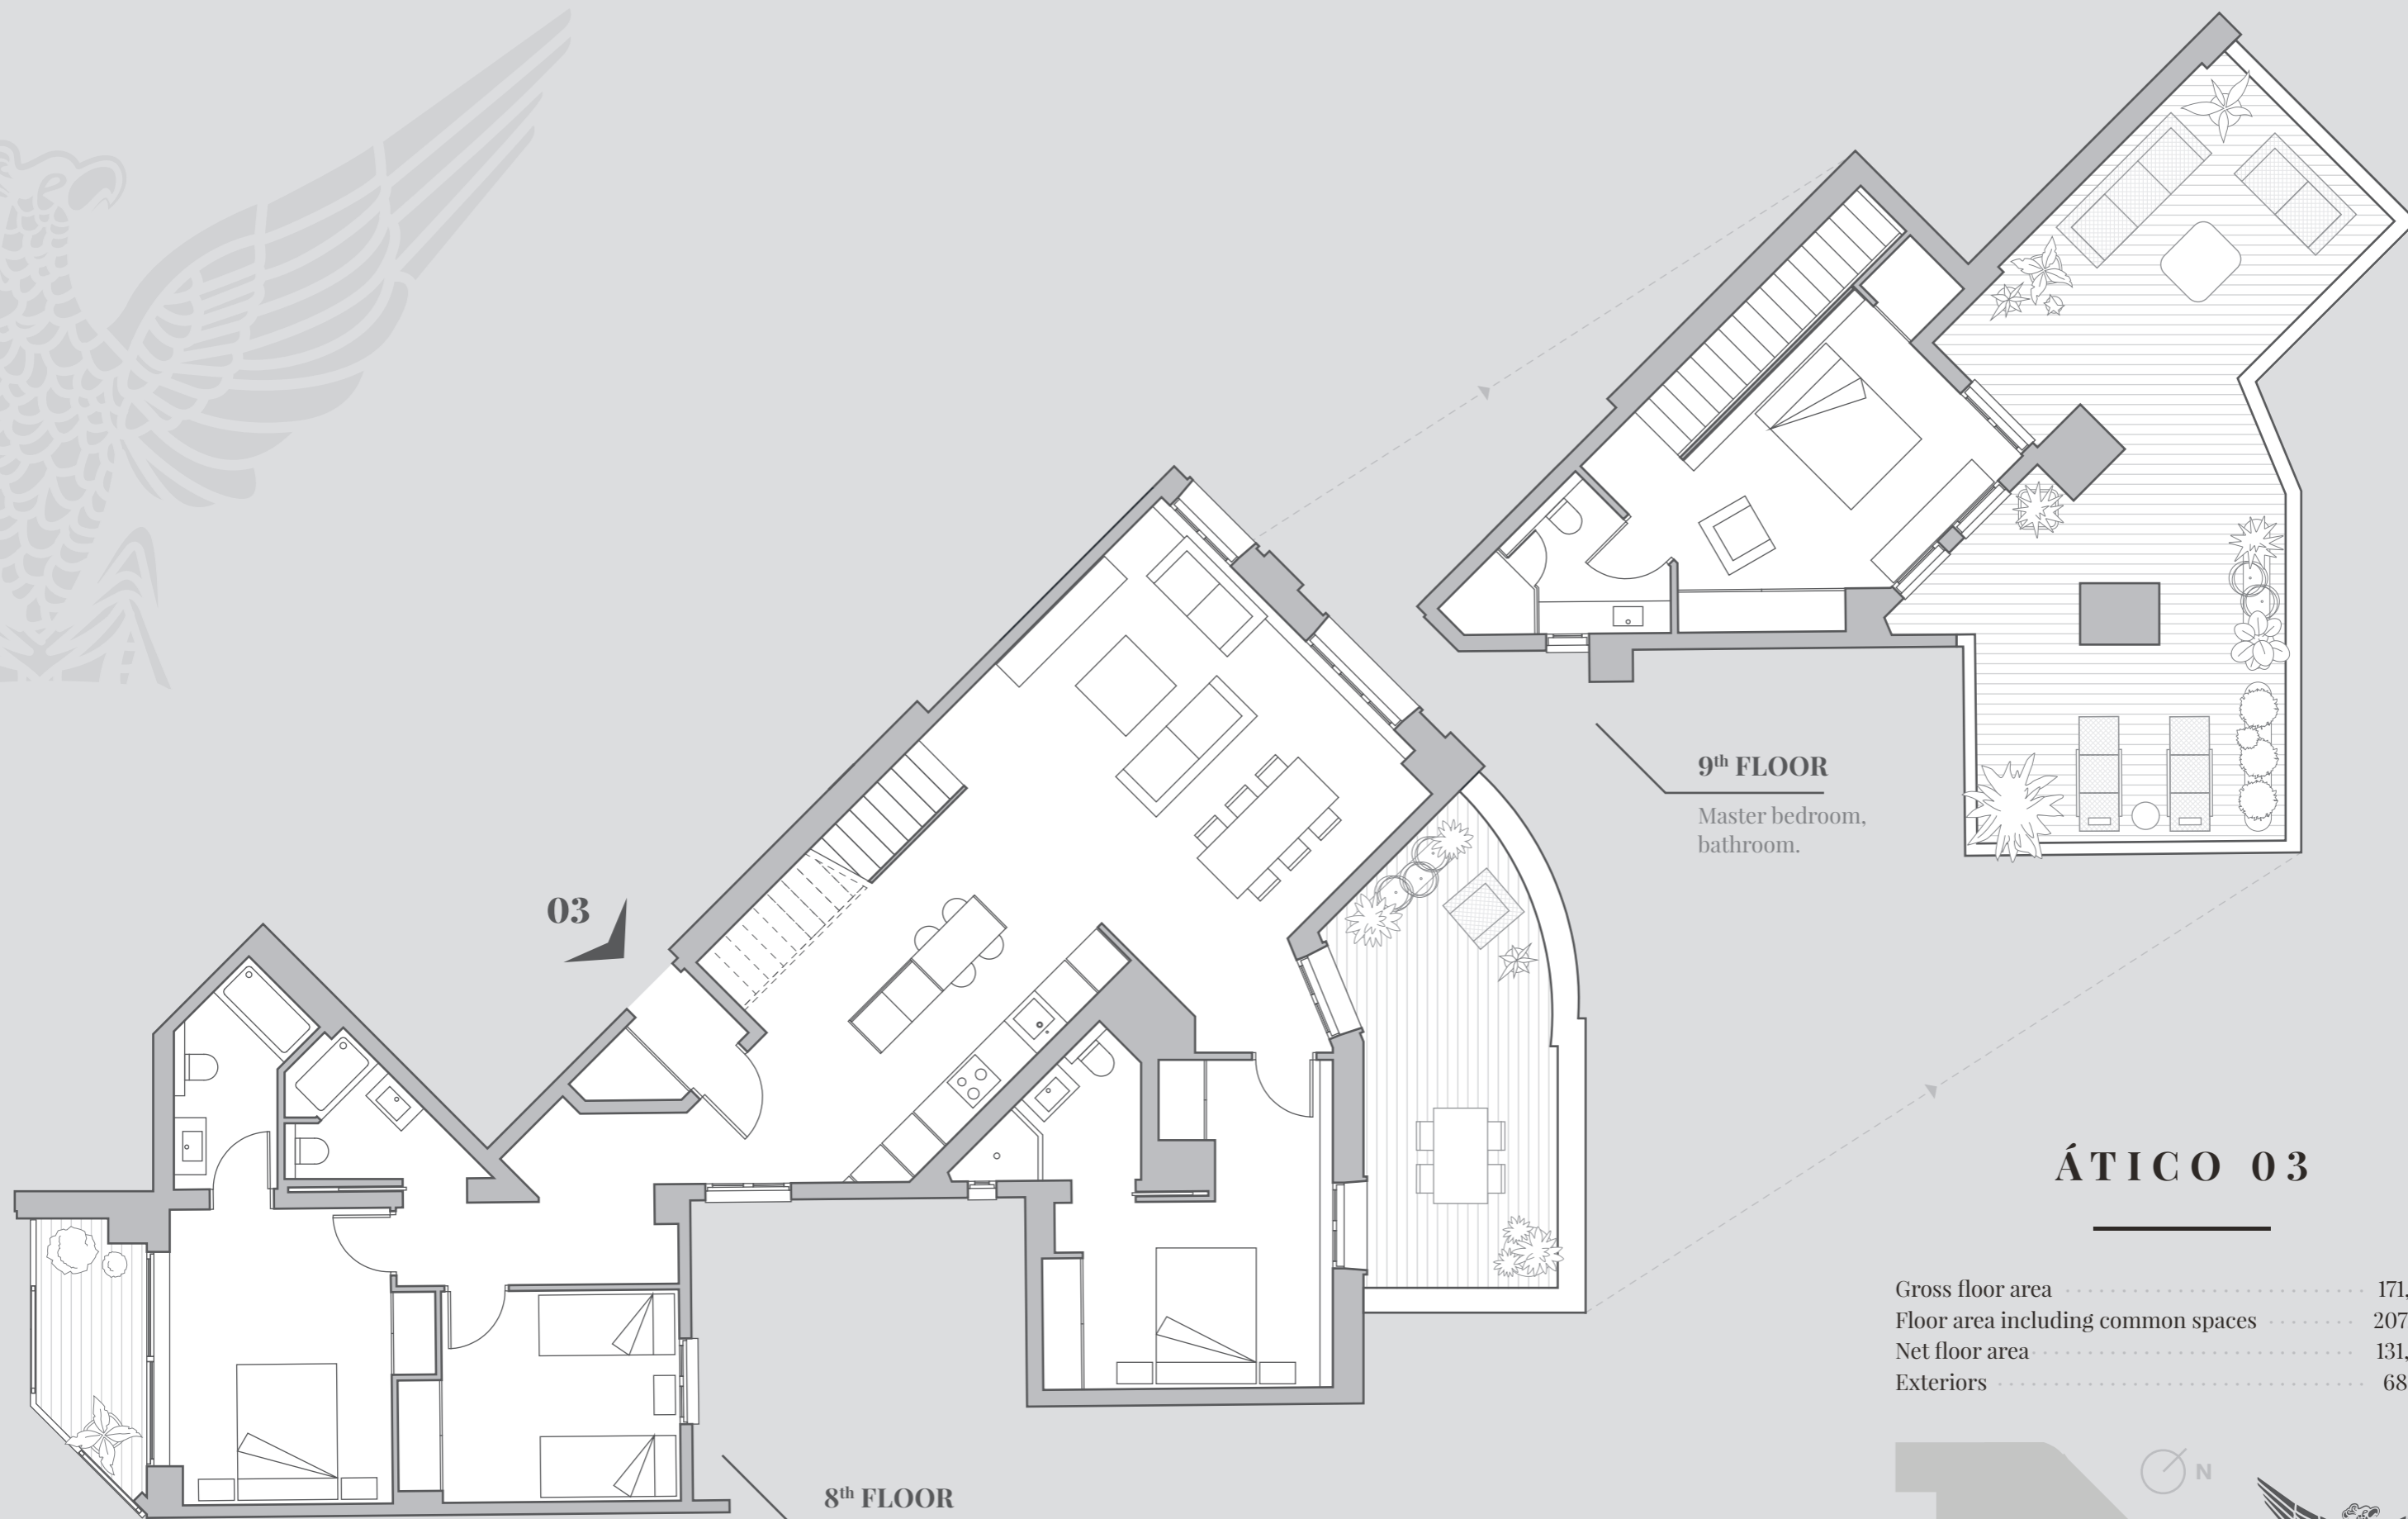 03
9th FLOOR
Master bedroom,
bathroom.
8th FLOOR
ÁTICO 03
Gross floor area 171,
Floor area including common spaces 207
Net floor area 131,
Exteriors 68
N